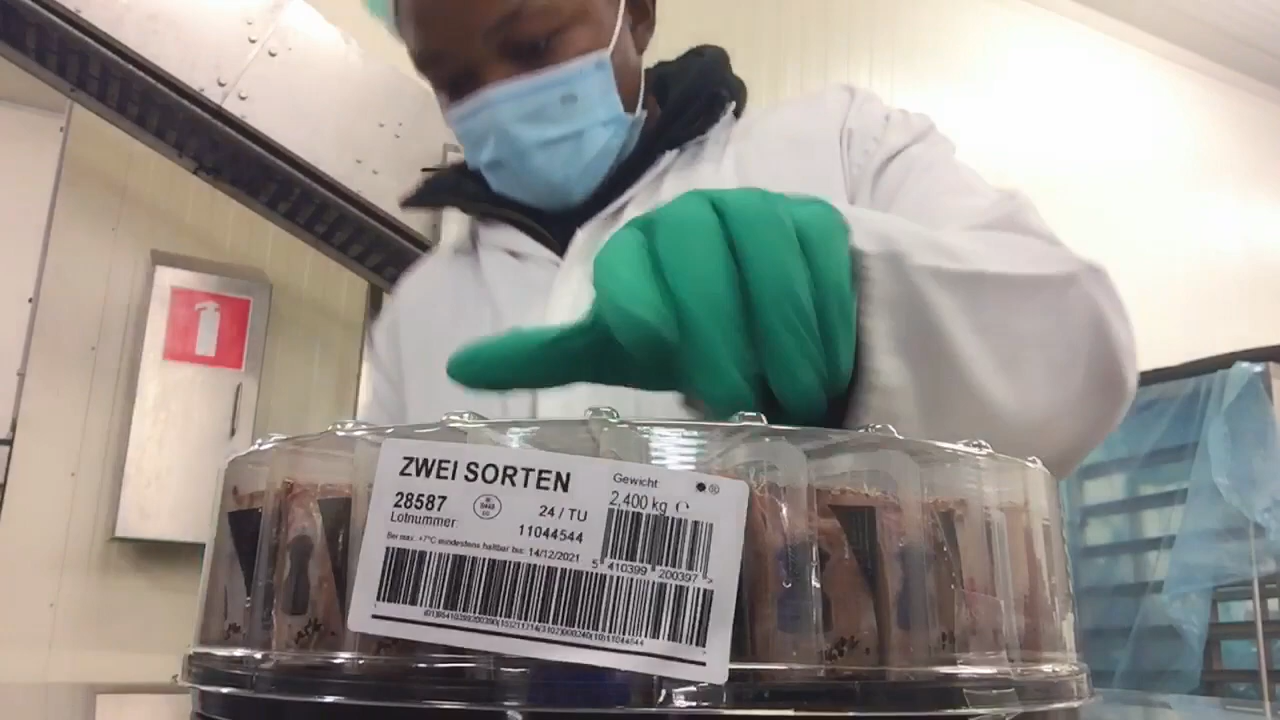 ZWEI SORTEN
Gewicht
28587
24 / TU
2,400 kg e
Lotnummer:
11044544
Bei max. +7°C mindestens haltbar bis: 14/12/2021
5 410399 200397 >